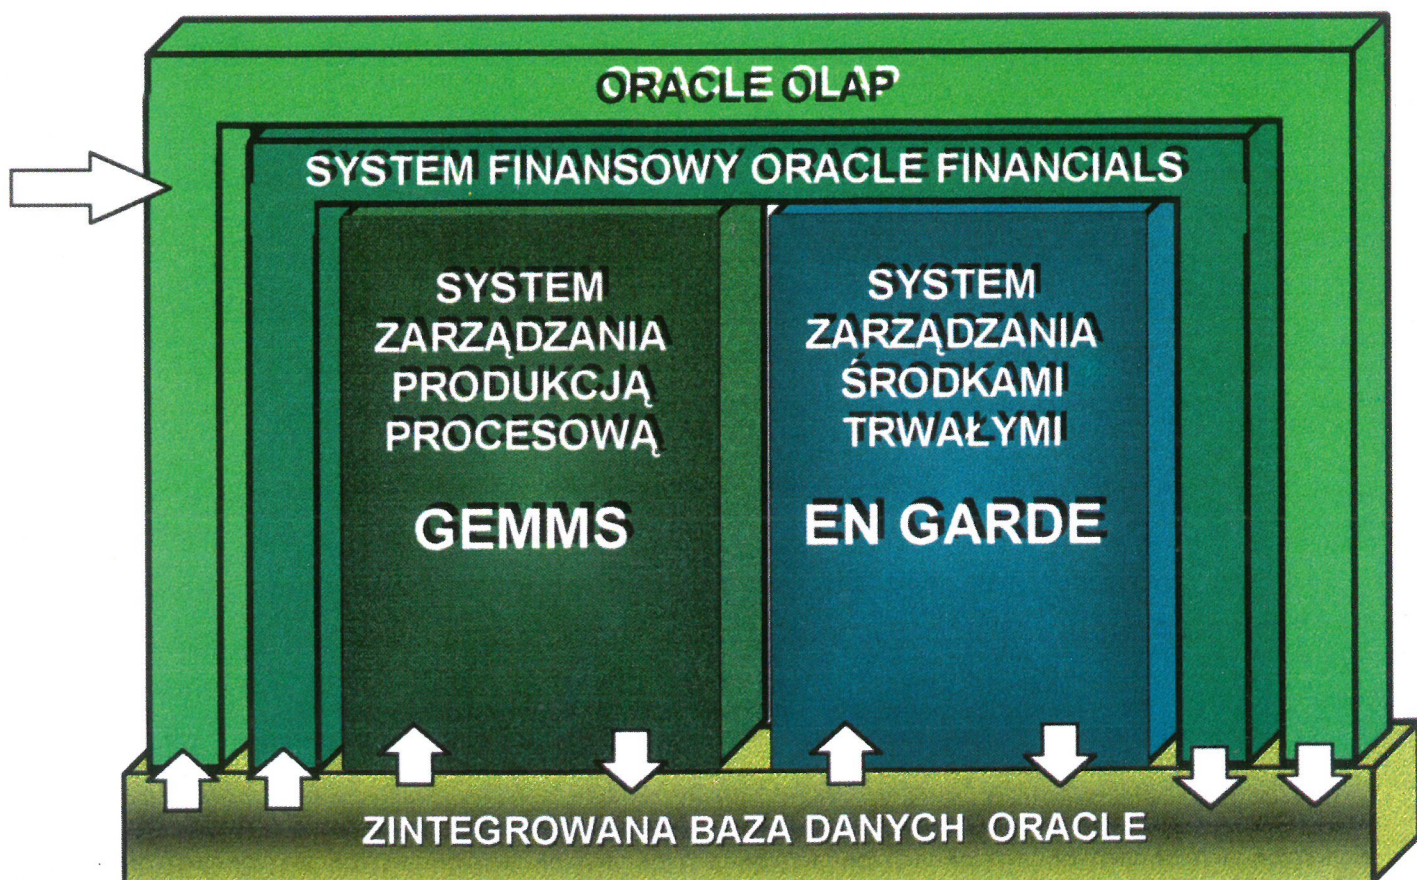 ORACLE OLAP
SYSTEM FINANSOWY ORACLE FINANCIALS
SYSTEM
ZARZĄDZANIA
PRODUKCJĄ
PROCESOWĄ
GEMMS
SYSTEM
ZARZĄDZANIA
ŚRODKAMI
TRWAŁYMI
EN GARDE
ZINTEGROWANA BAZA DANYCH ORACLE